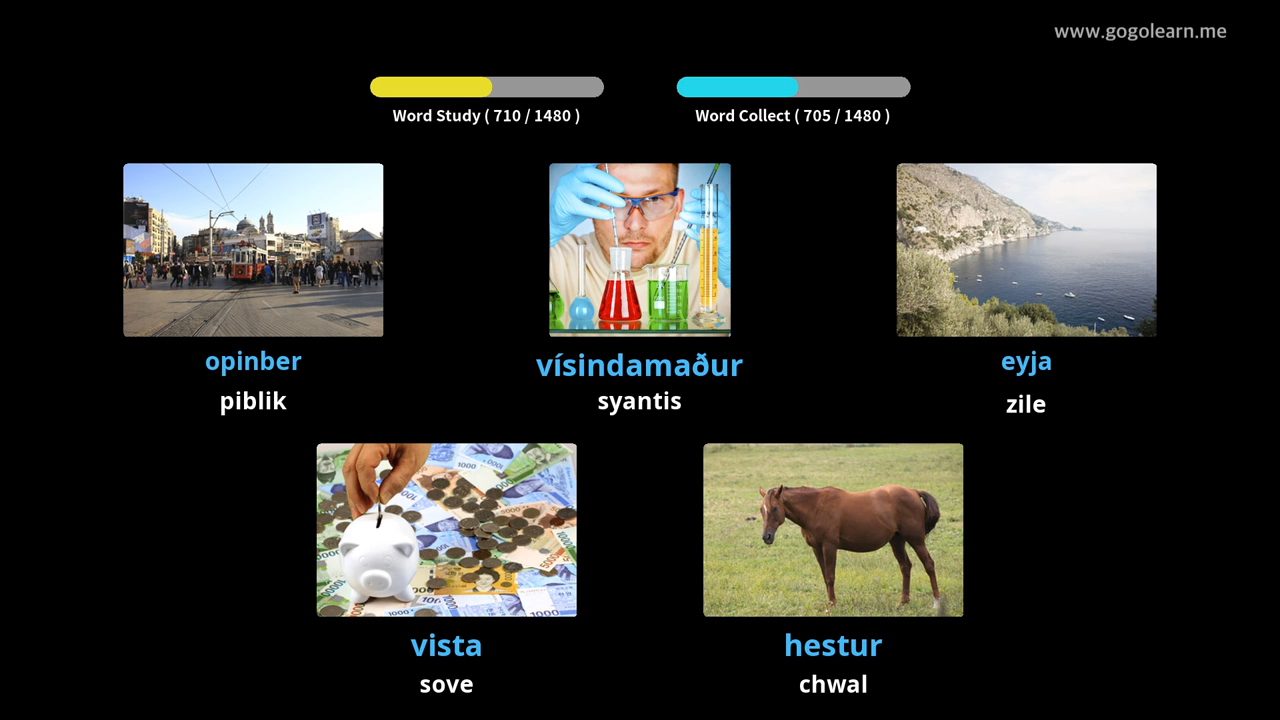 www.gogolearn.me
Word Study ( 710 / 1480 )
Word Collect ( 705 / 1480 )
opinber
piblik
vísindamaður
syantis
eyja
zile
vista
sove
hestur
chwal